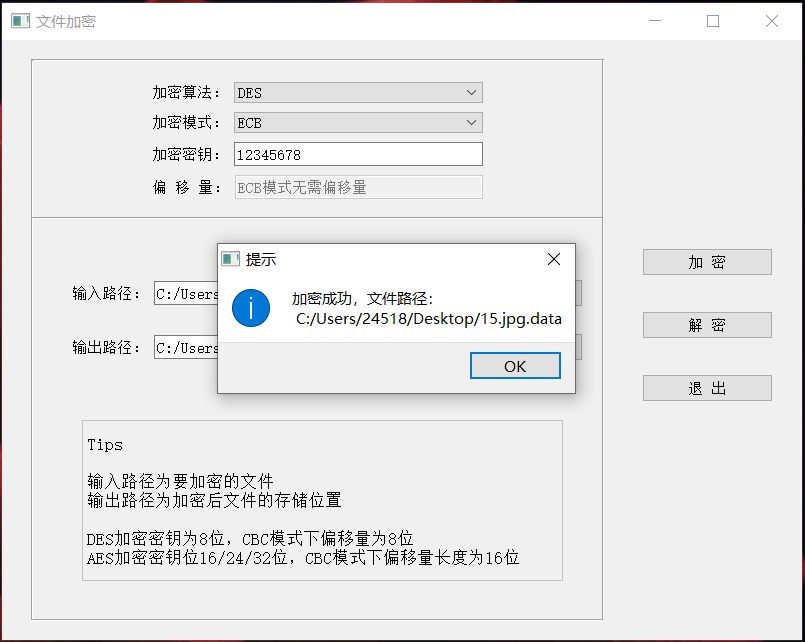 文件加密
加密算法： DES
加密模式： ECB
加密密钥： 12345678
偏 移 量： ECB模式无需偏移量
输入路径： C:/Users
输出路径： C:/Users
提示
加密成功，文件路径：
C:/Users/24518/Desktop/15.jpg.data
OK
加 密
解 密
退 出
Tips
输入路径为要加密的文件
输出路径为加密后文件的存储位置
DES加密密钥为8位，CBC模式下偏移量为8位
AES加密密钥位16/24/32位，CBC模式下偏移量长度为16位